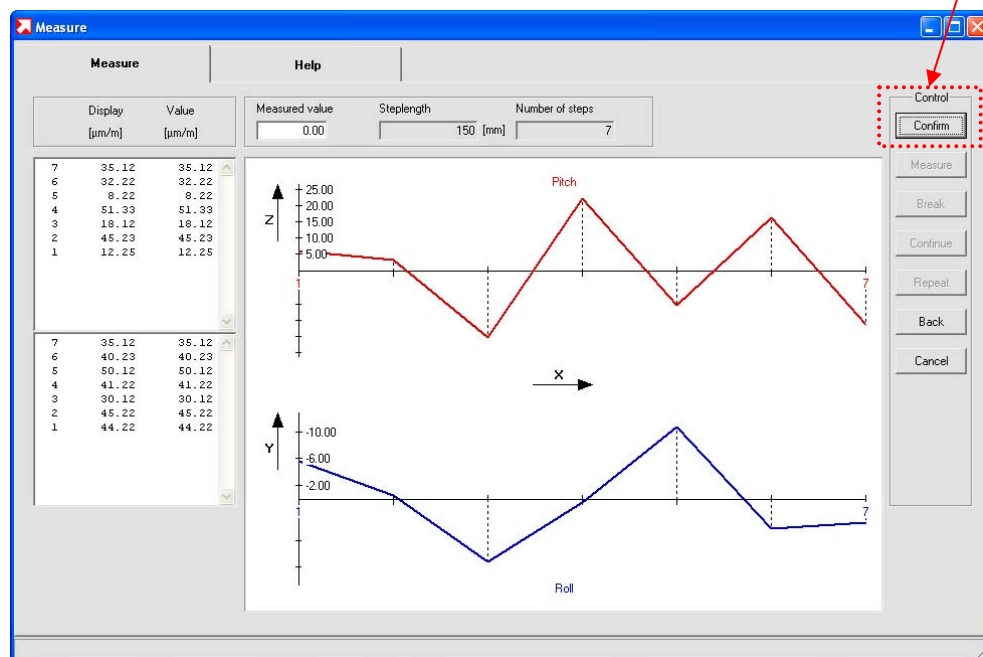 Measure
Measure Help
Display Value
[µm/m] [µm/m]
Measured value Steplength Number of steps
0.00 150 [mm] 7
Control
Confirm
Measure
Break
Continue
Repeat
Back
Cancel
7 35.12 35.12
6 32.22 32.22
5 8.22 8.22
4 51.33 51.33
3 18.12 18.12
2 45.23 45.23
1 12.25 12.25
7 35.12 35.12
6 40.23 40.23
5 50.12 50.12
4 41.22 41.22
3 30.12 30.12
2 45.22 45.22
1 44.22 44.22
Pitch
Z
25.00
20.00
15.00
10.00
5.00
1 7
X
Y
-10.00
-6.00
-2.00
1 7
Roll